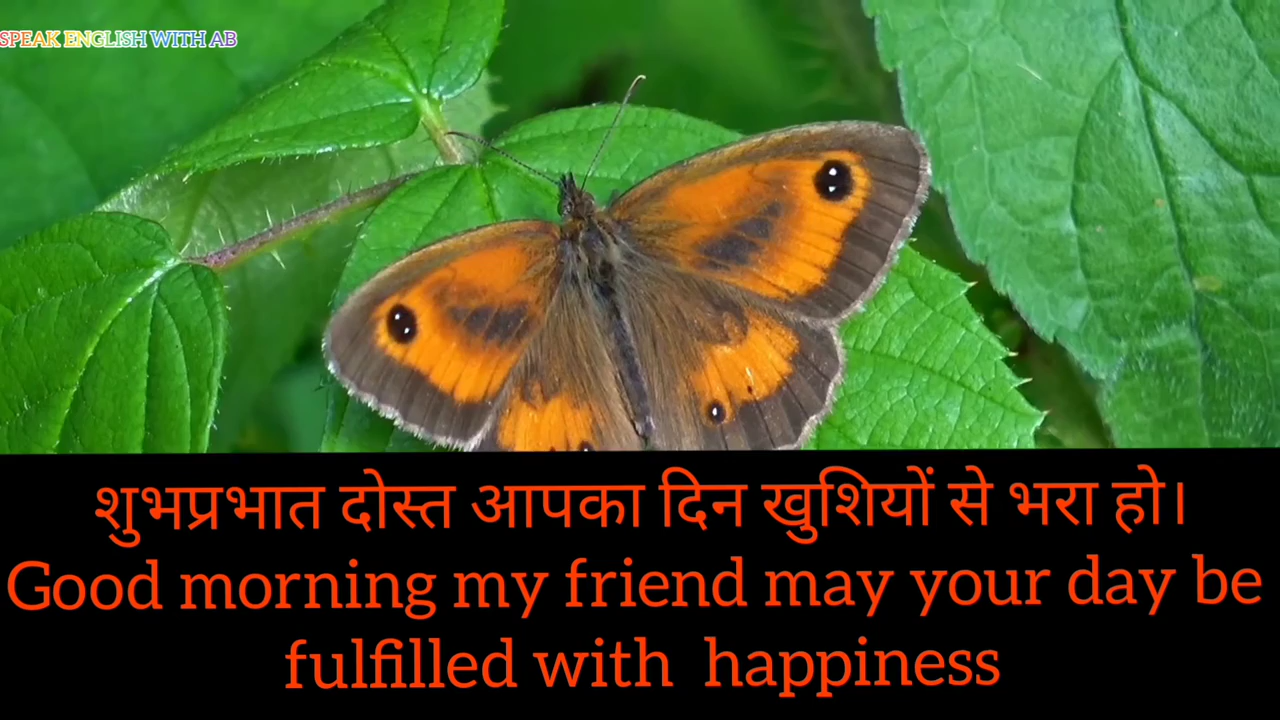 SPEAK ENGLISH WITH AB
शुभप्रभात दोस्त आपका दिन खुशियों से भरा हो।
Good morning my friend may your day be
fulfilled with happiness